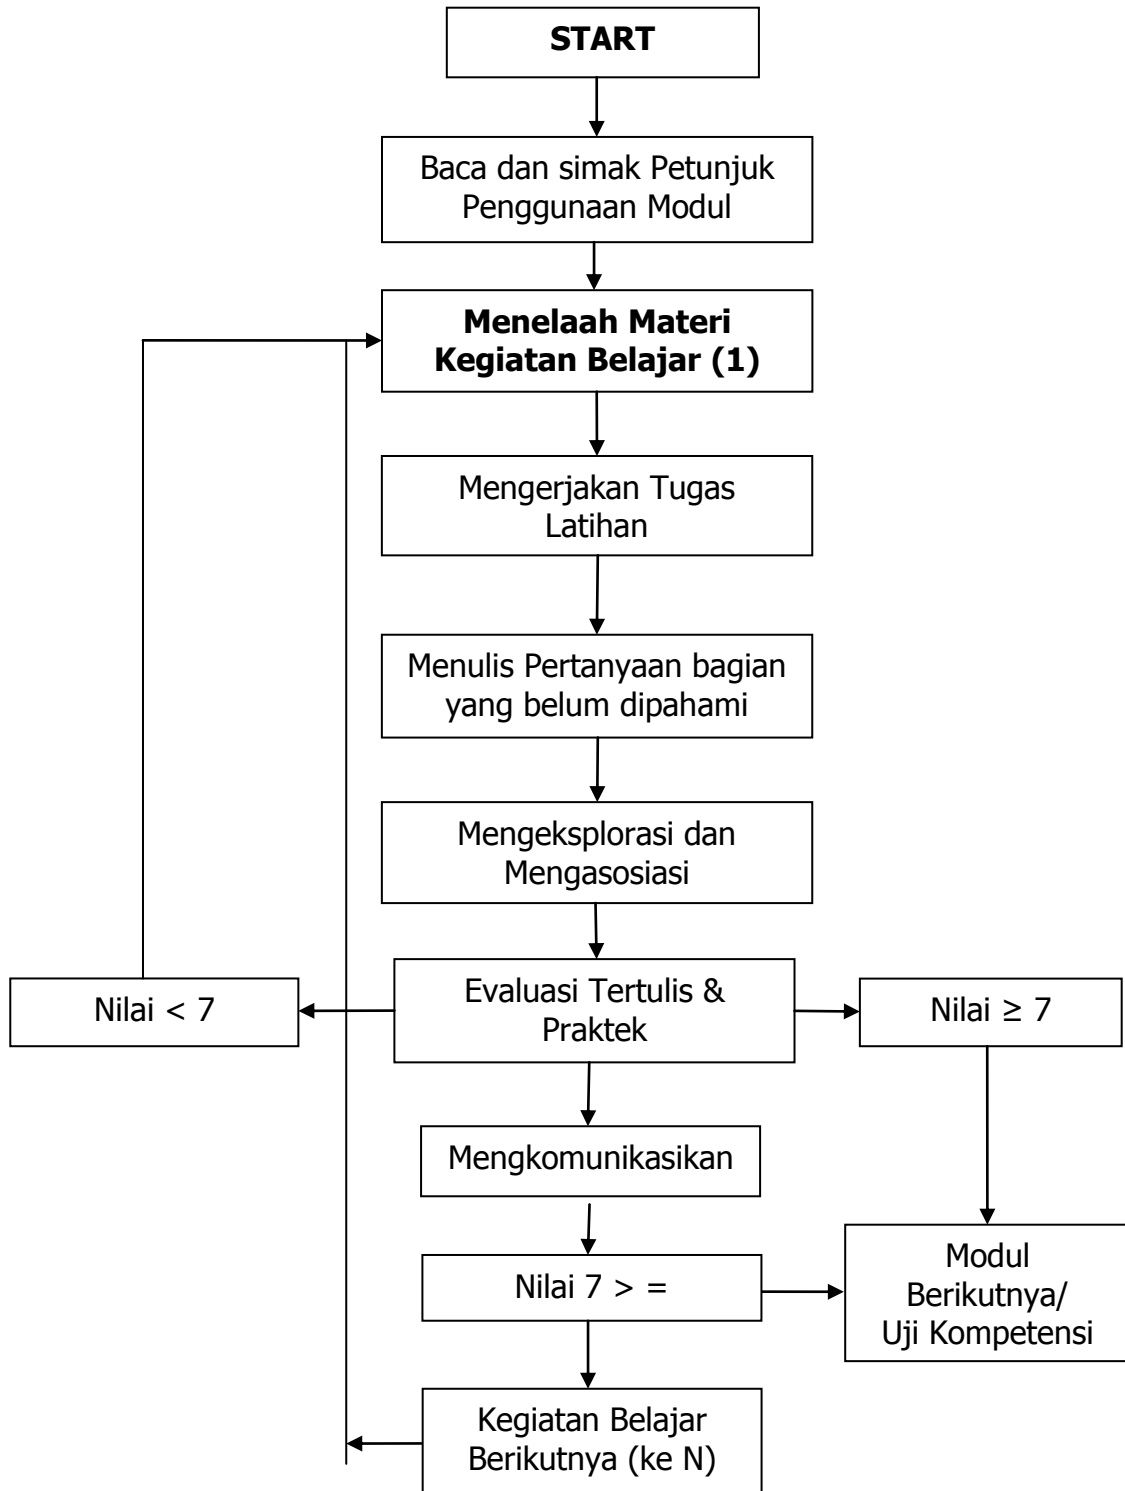 START
Baca dan simak Petunjuk
Penggunaan Modul
Menelaah Materi
Kegiatan Belajar (1)
Mengerjakan Tugas
Latihan
Menulis Pertanyaan bagian
yang belum dipahami
Mengeksplorasi dan
Mengasosiasi
Nilai < 7
Evaluasi Tertulis &
Praktek
Nilai ≥ 7
Mengkomunikasikan
Nilai 7 > =
Modul
Berikutnya/
Uji Kompetensi
Kegiatan Belajar
Berikutnya (ke N)